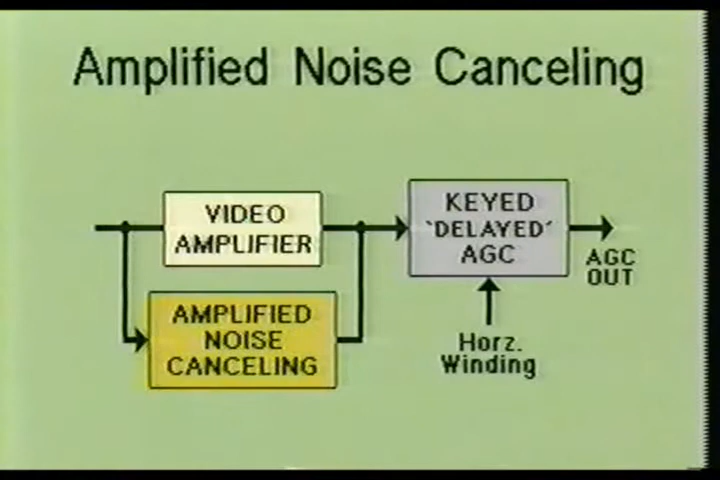 Amplified Noise Canceling
VIDEO
AMPLIFIER
AMPLIFIED
NOISE
CANCELING
KEYED
'DELAYED'
AGC
AGC
OUT
Horz.
Winding